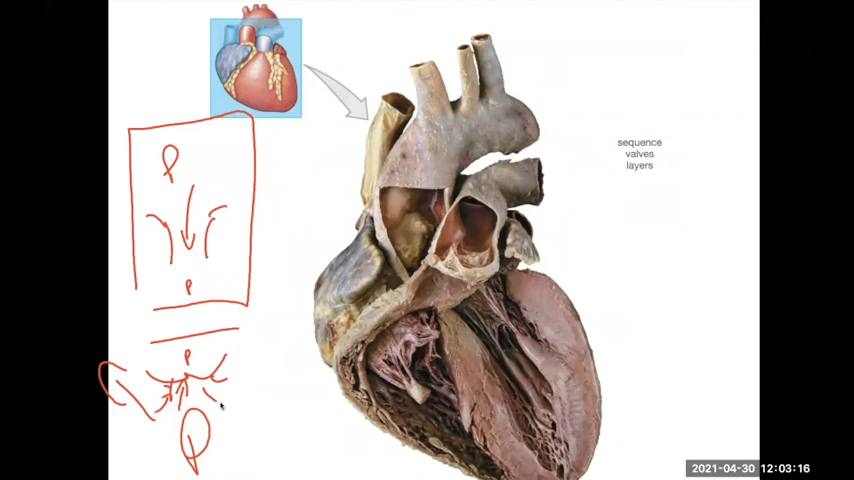 P
P
P
P
sequence
valves
layers
2021-04-30 12:03:16